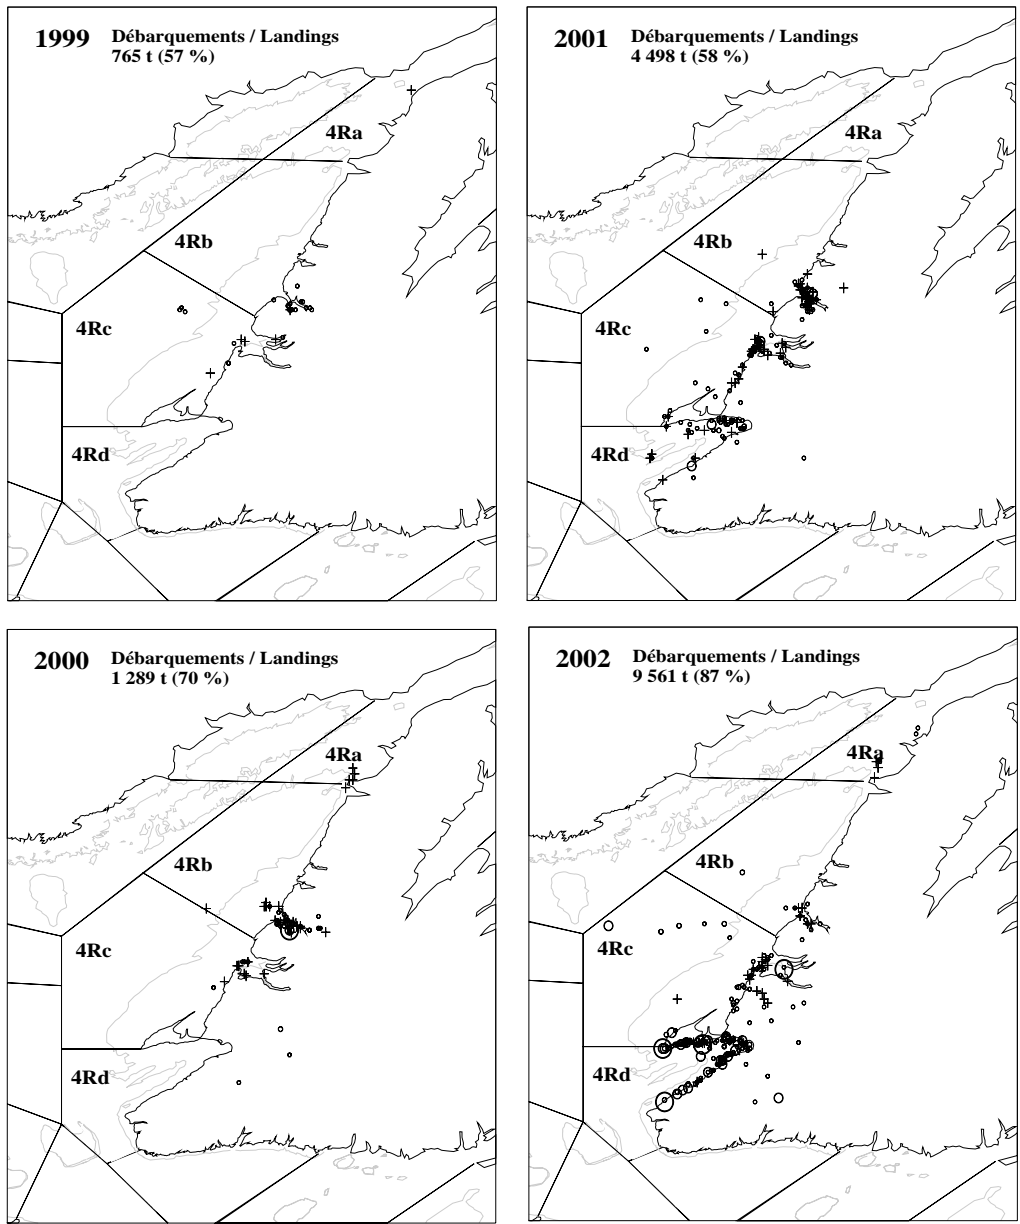 1999 Débarquements / Landings
765 t (57 %)
4Ra
4Rb
4Rc
4Rd
2001 Débarquements / Landings
4 498 t (58 %)
4Ra
4Rb
4Rc
4Rd
2000 Débarquements / Landings
1 289 t (70 %)
4Ra
4Rb
4Rc
4Rd
2002 Débarquements / Landings
9 561 t (87 %)
4Ra
4Rb
4Rc
4Rd